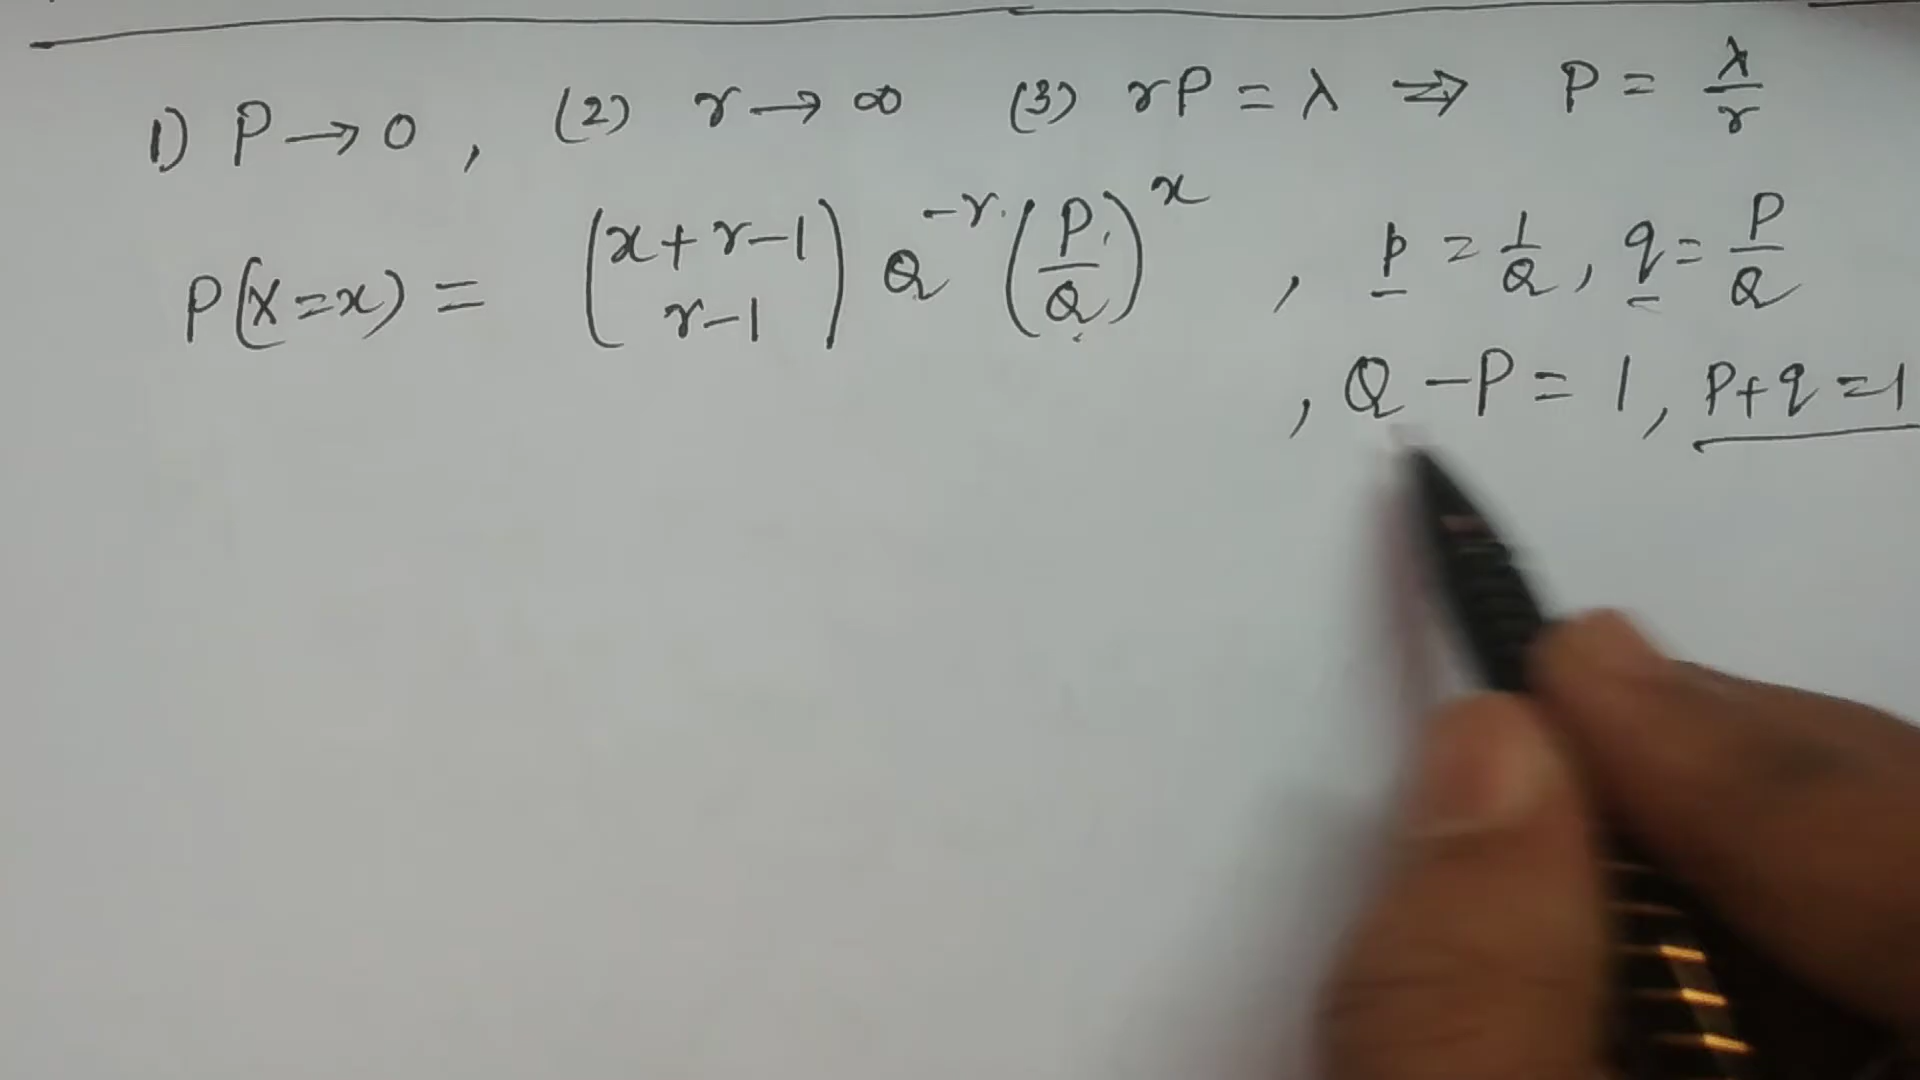 1) P → 0 , (2) r → ∞ (3) rP = λ ⇒ P = λ/r
P(X=x) = (x+r-1 / r-1) Q^-r (P/Q)^x , p = 1/Q , q = P/Q
, Q - P = 1 , p+q = 1